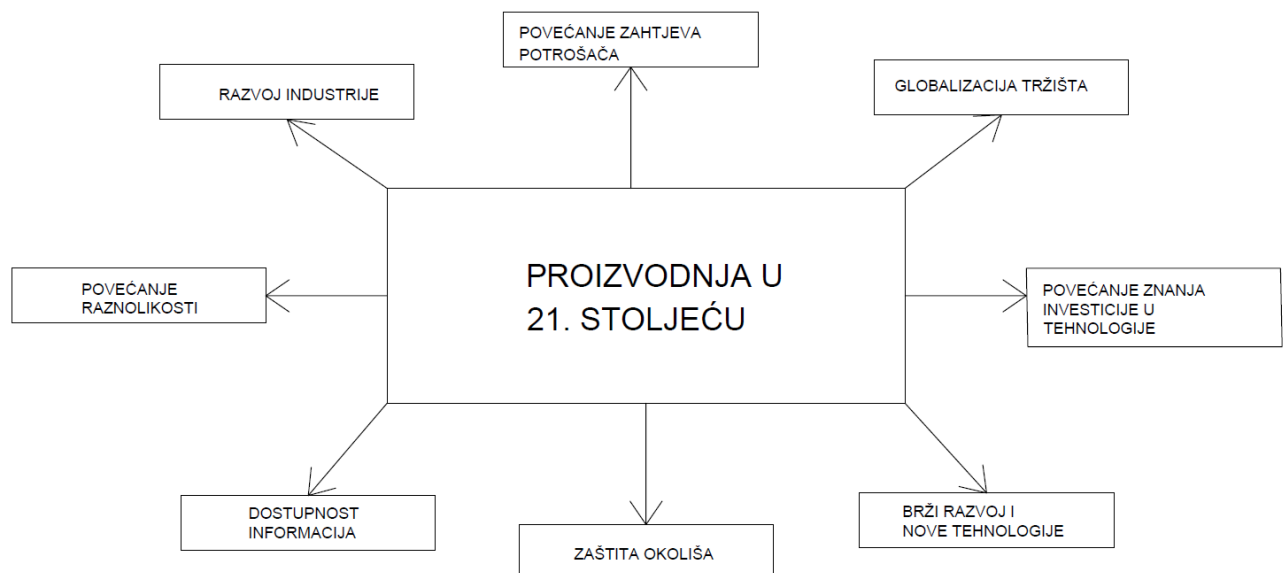 POVEĆANJE ZAHTJEVA
POTROŠAČA
RAZVOJ INDUSTRIJE
GLOBALIZACIJA TRŽIŠTA
PROIZVODNJA U
21. STOLJEĆU
POVEĆANJE
RAZNOLIKOSTI
POVEĆANJE ZNANJA
INVESTICIJE U
TEHNOLOGIJE
DOSTUPNOST
INFORMACIJA
ZAŠTITA OKOLIŠA
BRŽI RAZVOJ I
NOVE TEHNOLOGIJE